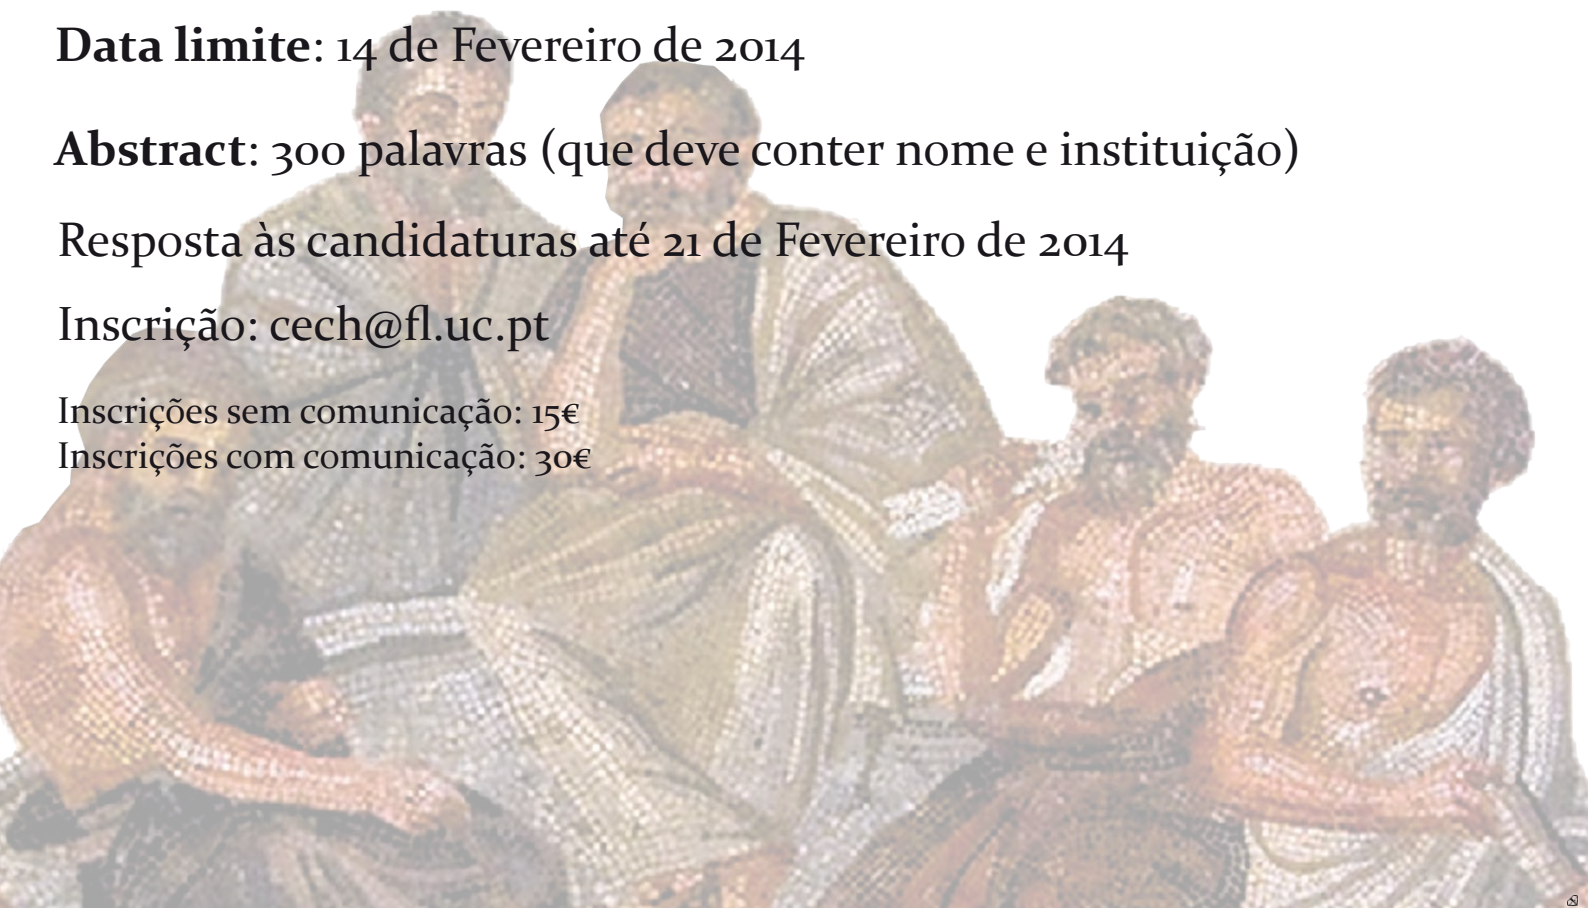 Data limite: 14 de Fevereiro de 2014
Abstract: 300 palavras (que deve conter nome e instituição)
Resposta às candidaturas até 21 de Fevereiro de 2014
Inscrição: cech@fl.uc.pt
Inscrições sem comunicação: 15€
Inscrições com comunicação: 30€